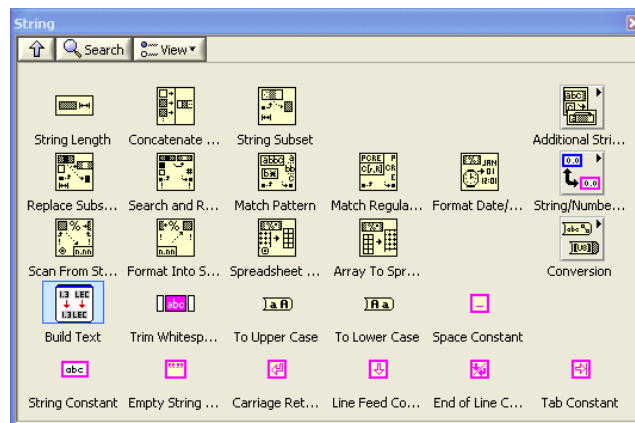 String
Search View
String Length Concatenate ... String Subset Additional Stri...
Replace Subs... Search and R... Match Pattern Match Regula... Format Date/... String/Numbe...
Scan From St... Format Into S... Spreadsheet ... Array To Spr... Conversion
Build Text Trim Whitesp... To Upper Case To Lower Case Space Constant
String Constant Empty String ... Carriage Ret... Line Feed Co... End of Line C... Tab Constant